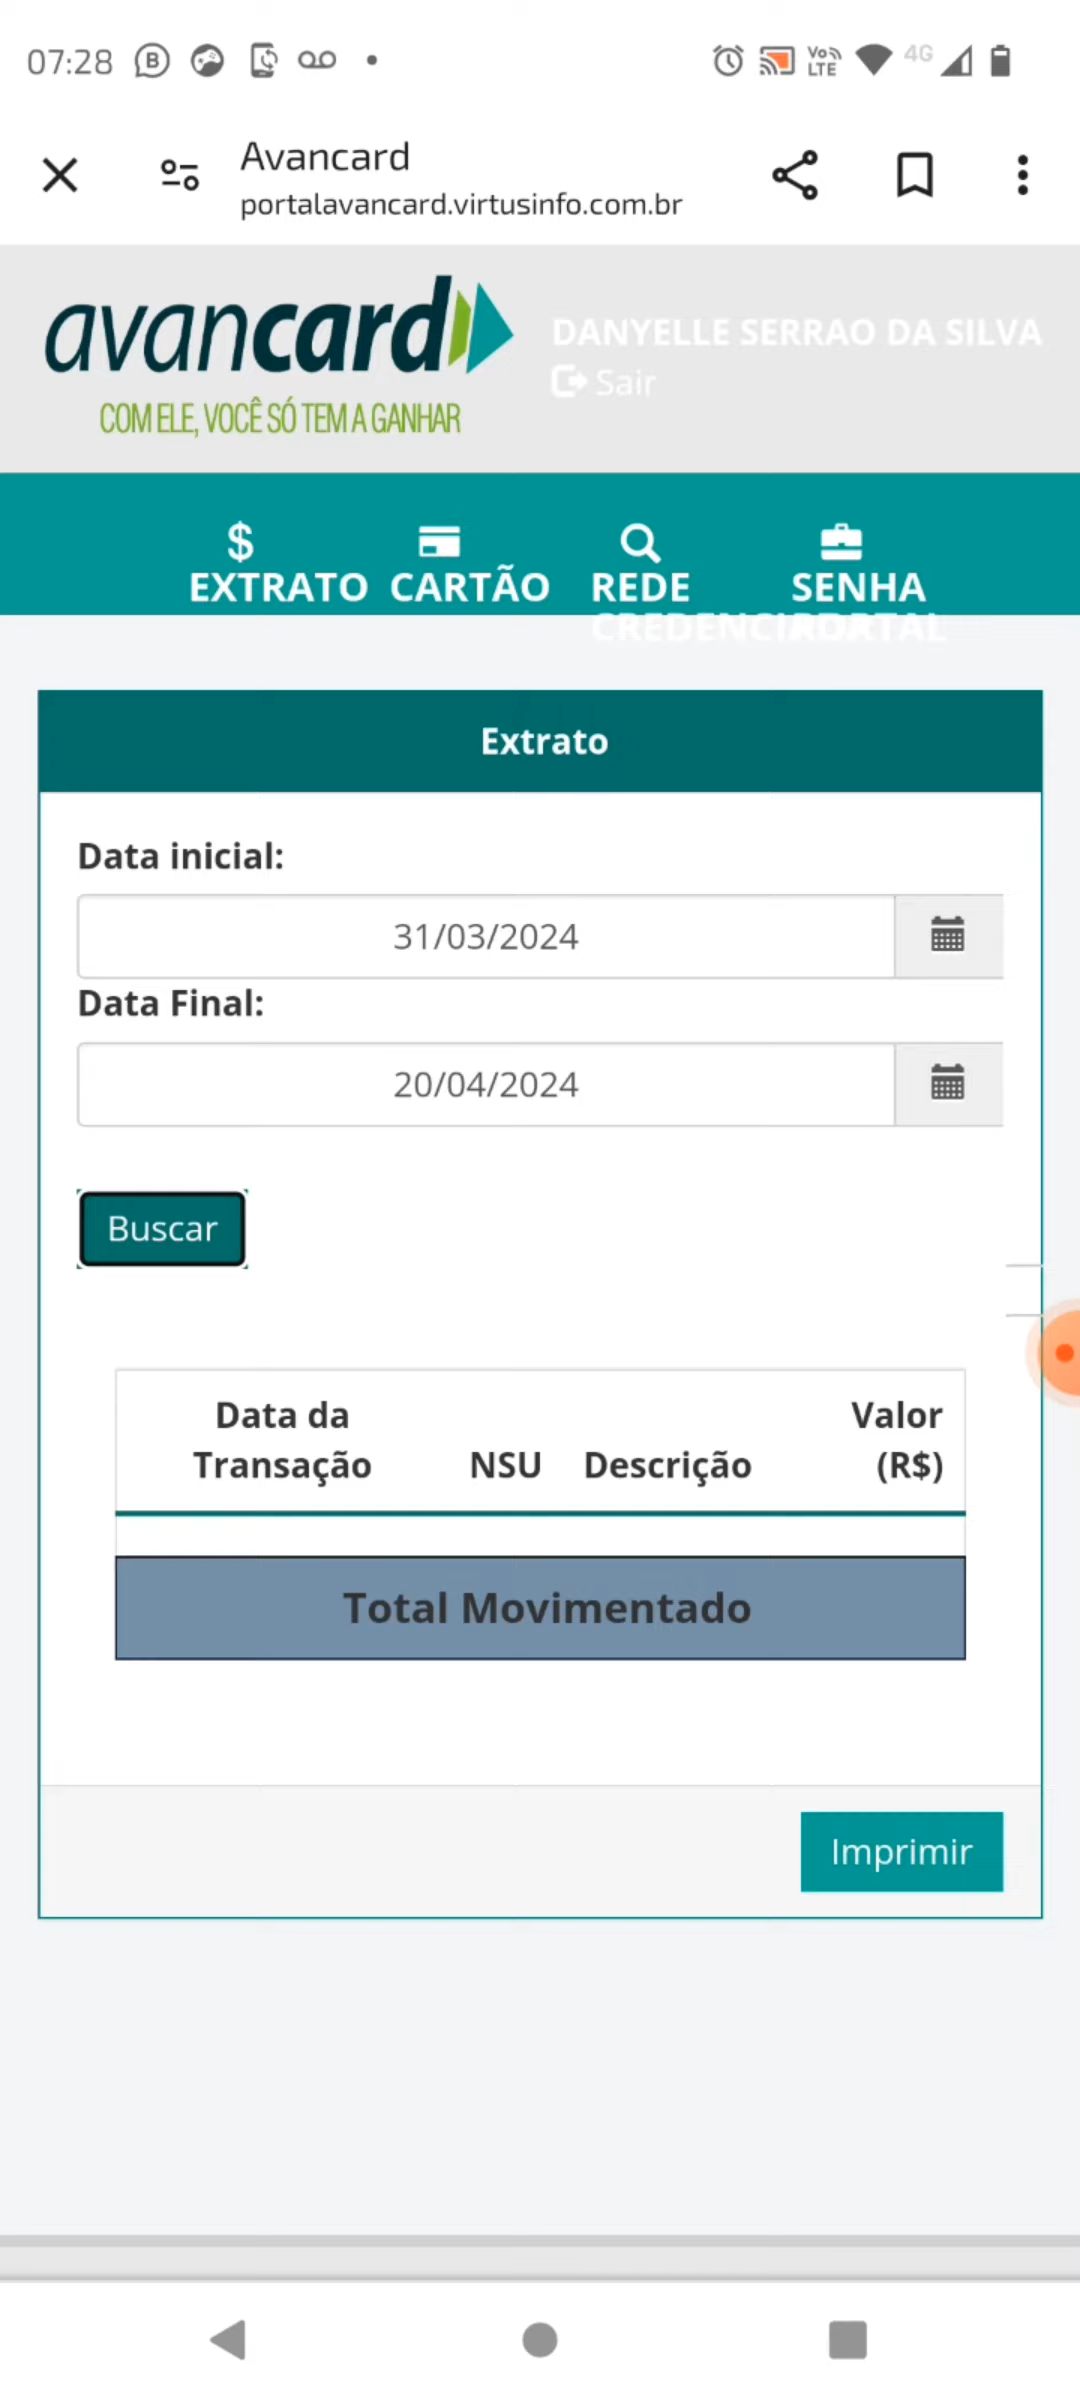 07:28
VoLTE 4G
Avancard
portalavancard.virtusinfo.com.br
avancard
COM ELE, VOCÊ SÓ TEM A GANHAR
DANYELLE SERRAO DA SILVA
Sair
EXTRATO CARTÃO REDE SENHA
Extrato
Data inicial:
31/03/2024
Data Final:
20/04/2024
Buscar
Data da Transação NSU Descrição Valor (R$)
Total Movimentado
Imprimir